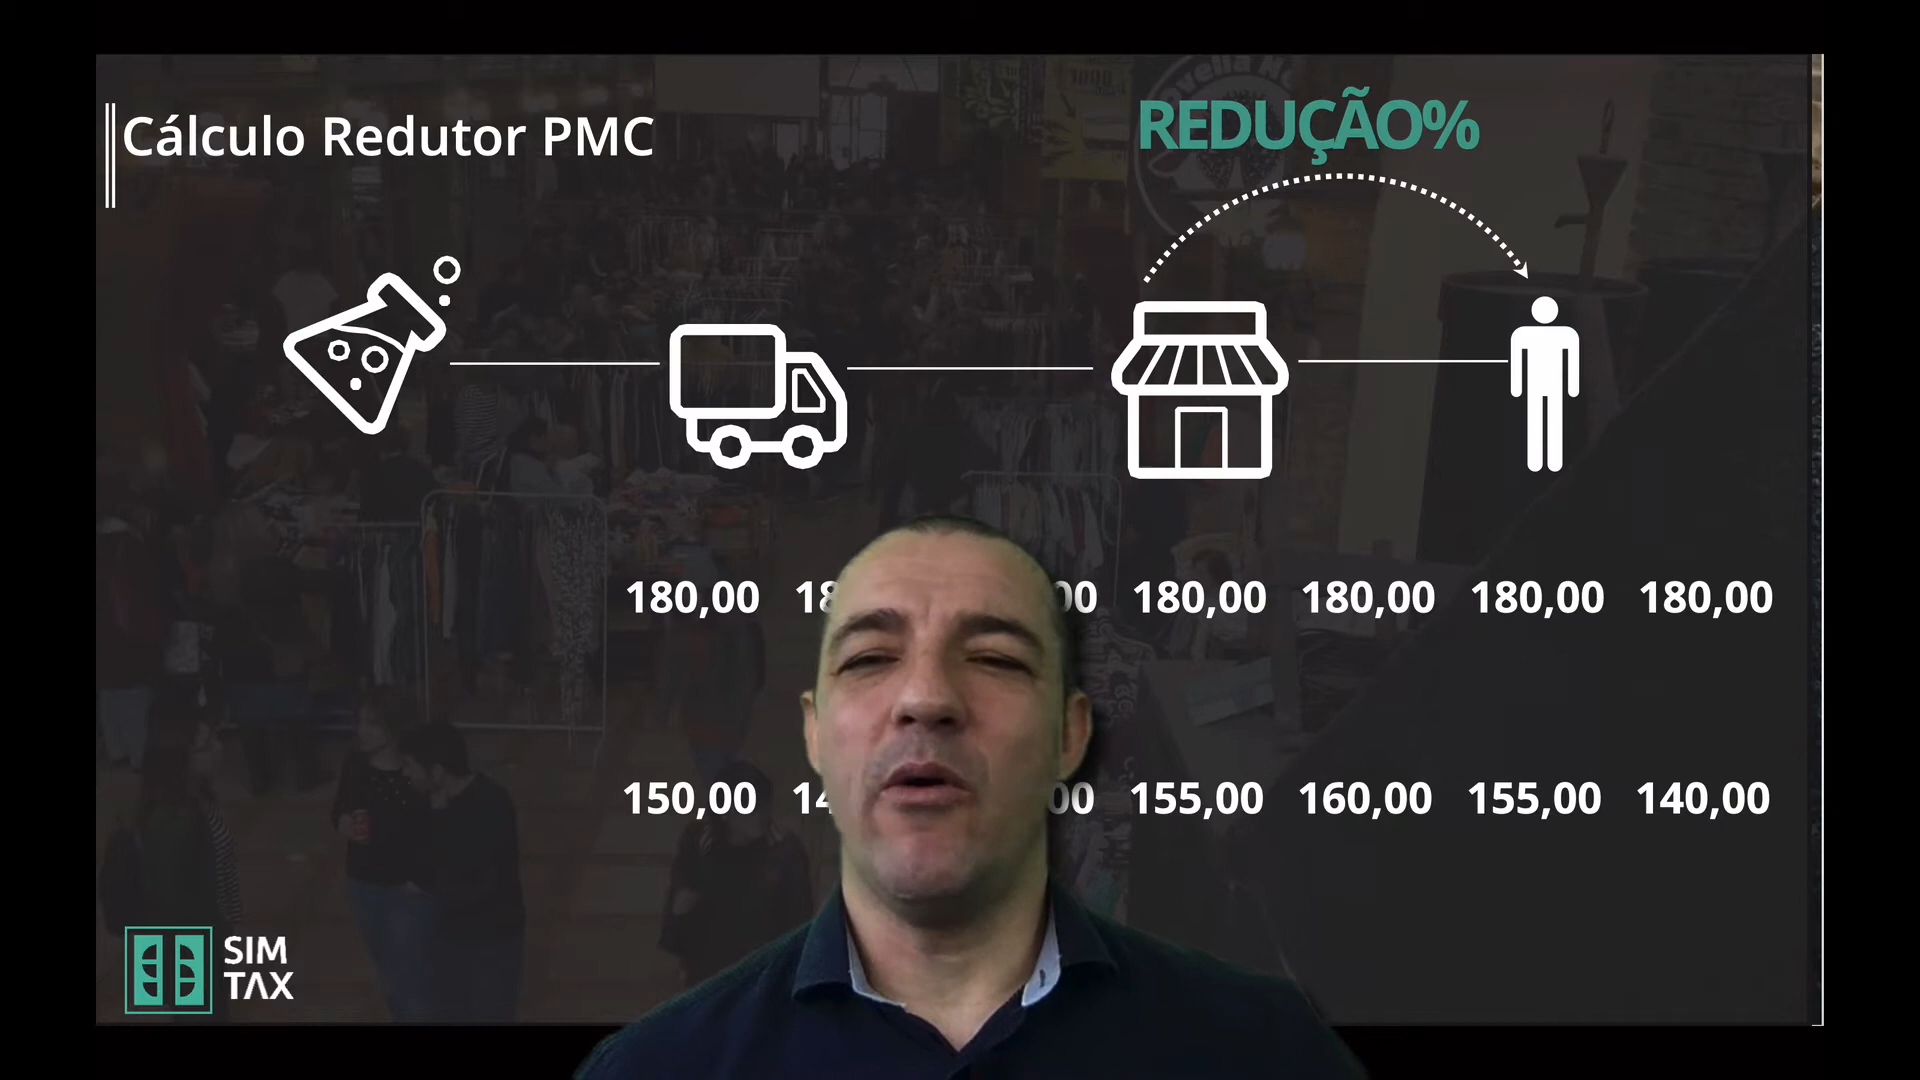 Cálculo Redutor PMC
REDUÇÃO%
180,00 180,00 180,00 180,00 180,00
150,00 155,00 160,00 155,00 140,00
SIM
TAX